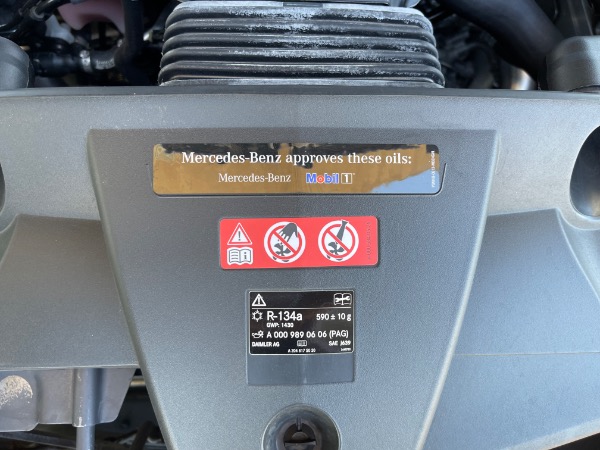 Mercedes-Benz approves these oils:
Mercedes-Benz Mobil 1
R-134a 590 ± 10 g
GWP: 1430
A 000 989 06 06 (PAG)
DAIMLER AG SAE J639